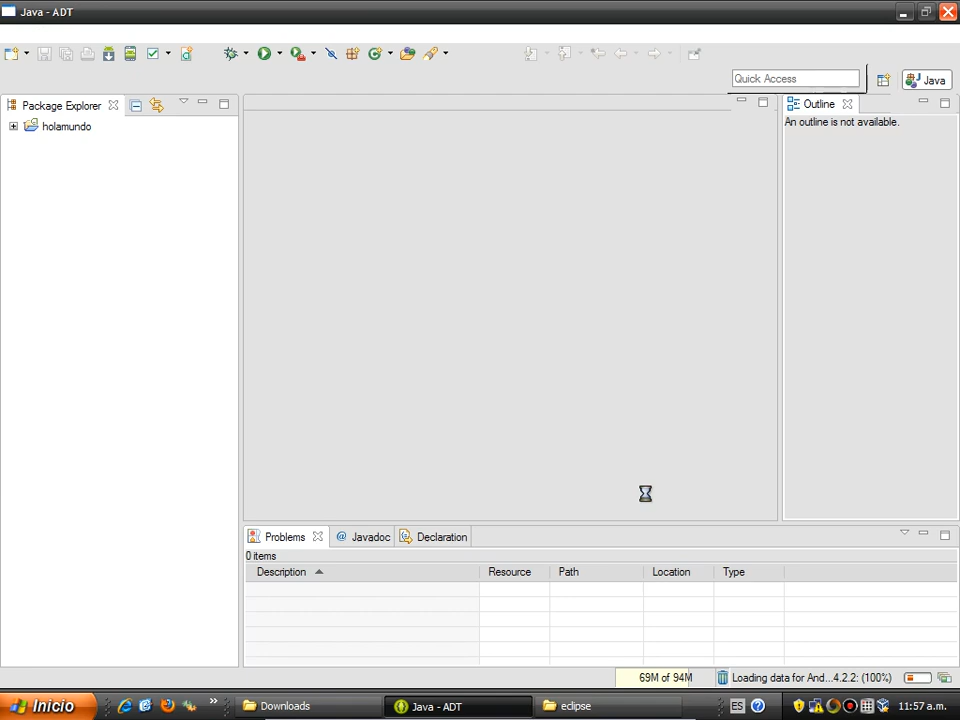 Java - ADT
Quick Access
Java
Package Explorer
Outline
holamundo
An outline is not available.
Problems
Javadoc
Declaration
0 items
Description Resource Path Location Type
69M of 94M
Loading data for And...4.2.2: (100%)
Inicio
Downloads
Java - ADT
eclipse
ES
11:57 a.m.